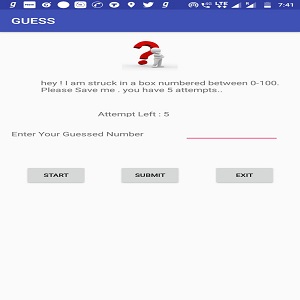 7:41
GUESS
hey ! I am struck in a box numbered between 0-100.
Please Save me . you have 5 attempts..
Attempt Left : 5
Enter Your Guessed Number
START SUBMIT EXIT